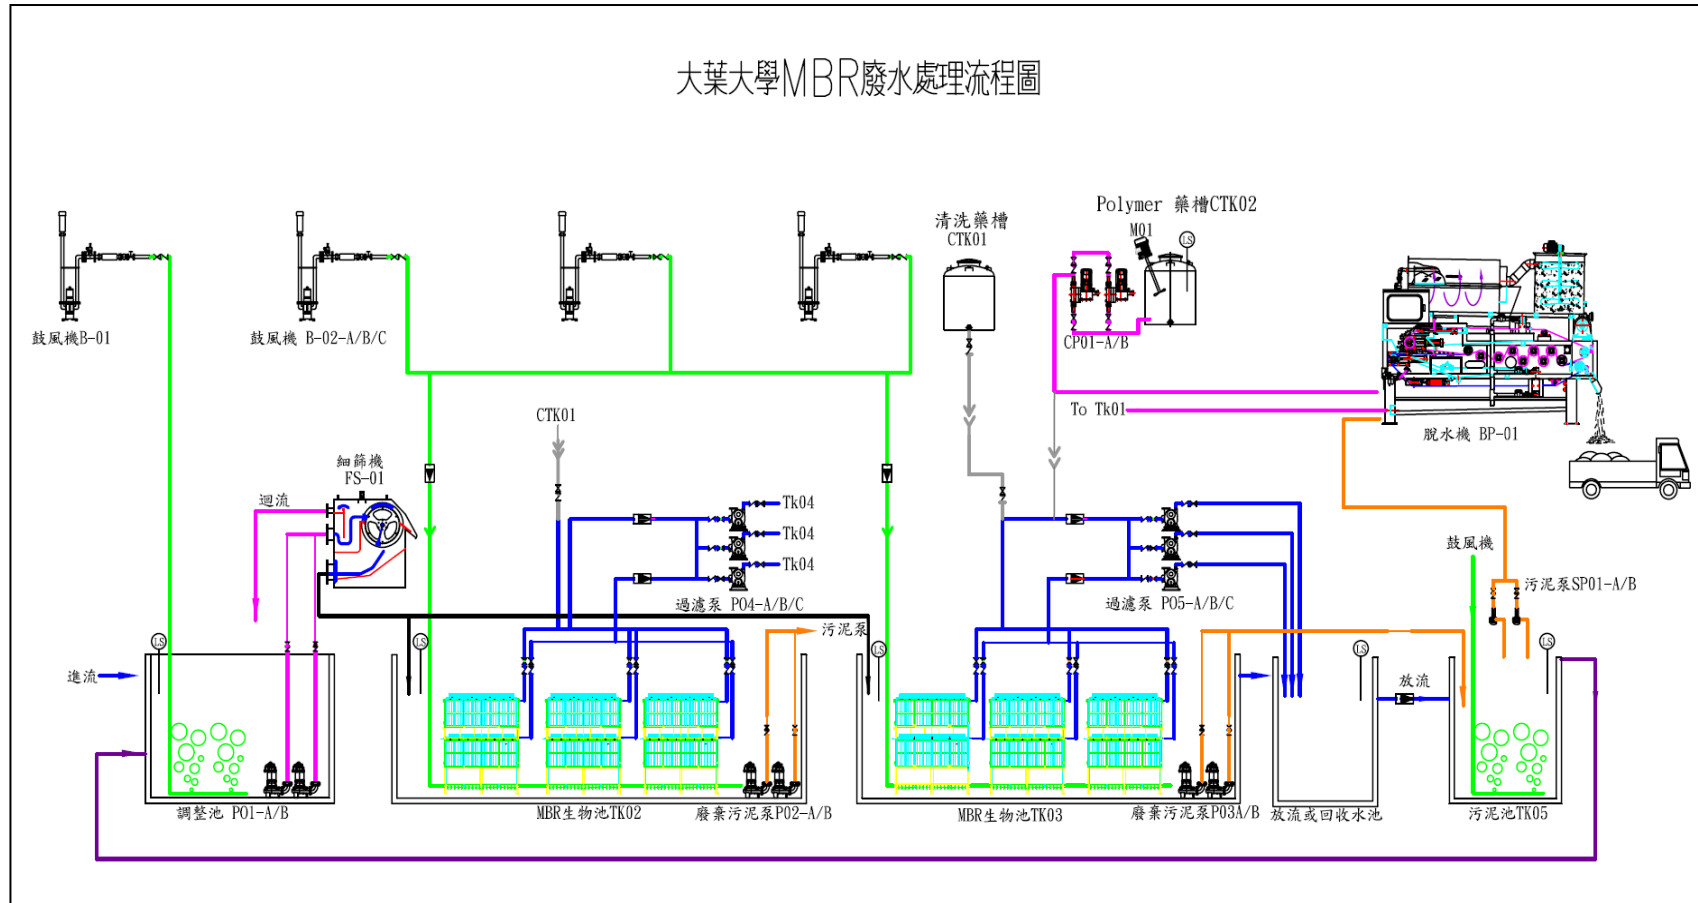 大葉大學MBR廢水處理流程圖
Polymer 藥槽CTK02
清洗藥槽
CTK01
M01
LS
鼓風機B-01
鼓風機 B-02-A/B/C
CP01-A/B
To Tk01
CTK01
脫水機 BP-01
細篩機
FS-01
迴流
Tk04
Tk04
Tk04
鼓風機
污泥泵SP01-A/B
過濾泵 P04-A/B/C
過濾泵 P05-A/B/C
污泥泵
LS
LS
LS
LS
LS
進流
放流
調整池 P01-A/B
MBR生物池TK02
廢棄污泥泵P02-A/B
MBR生物池TK03
廢棄污泥泵P03A/B
放流或回收水池
污泥池TK05